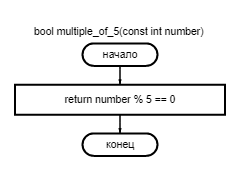 bool multiple_of_5(const int number)
начало
return number % 5 == 0
конец